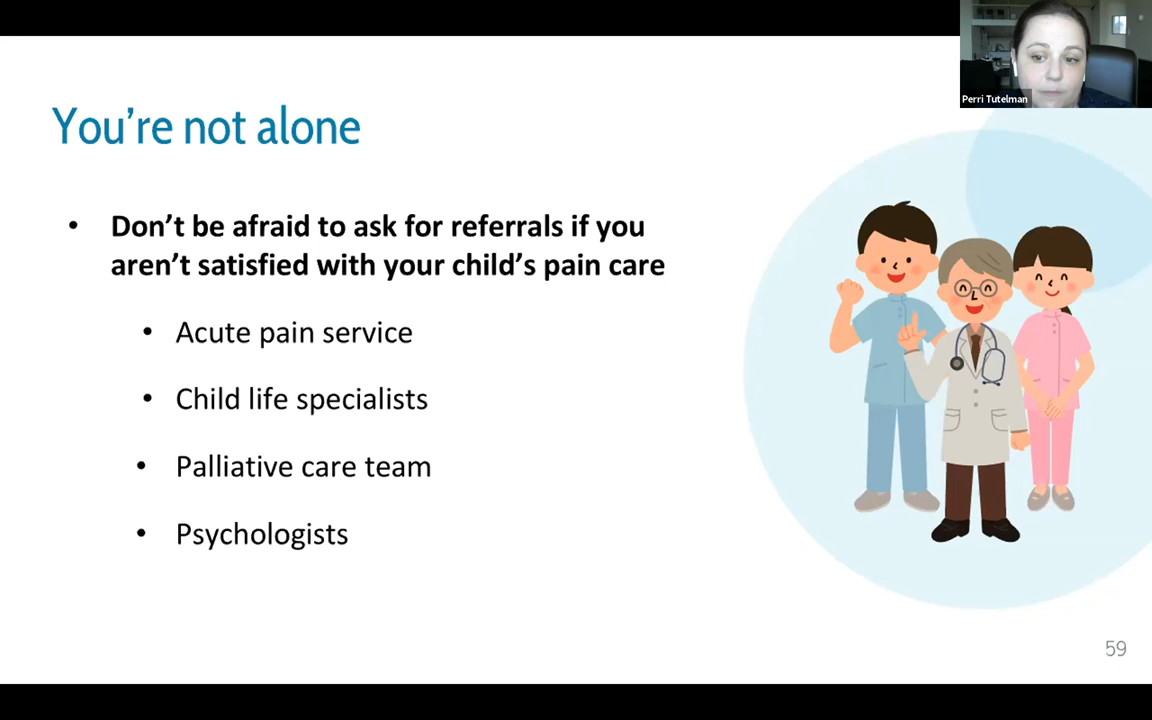 Perri Tutelman
You're not alone
• Don't be afraid to ask for referrals if you
aren't satisfied with your child's pain care
• Acute pain service
• Child life specialists
• Palliative care team
• Psychologists
59